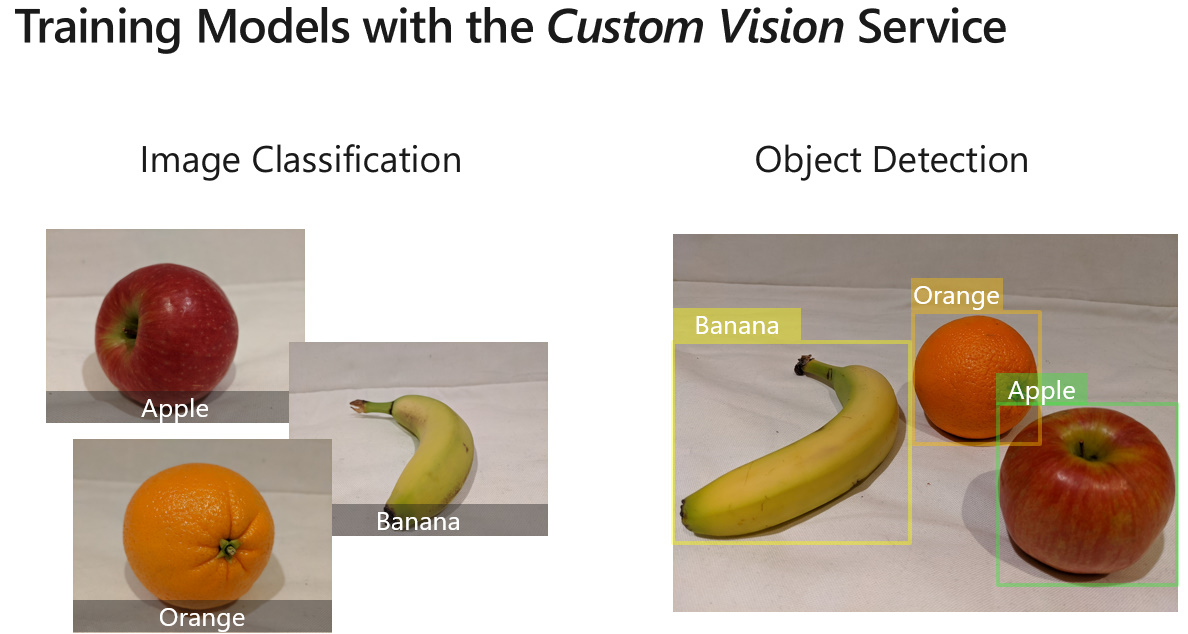 Training Models with the Custom Vision Service
Image Classification
Apple
Banana
Orange
Object Detection
Banana
Orange
Apple